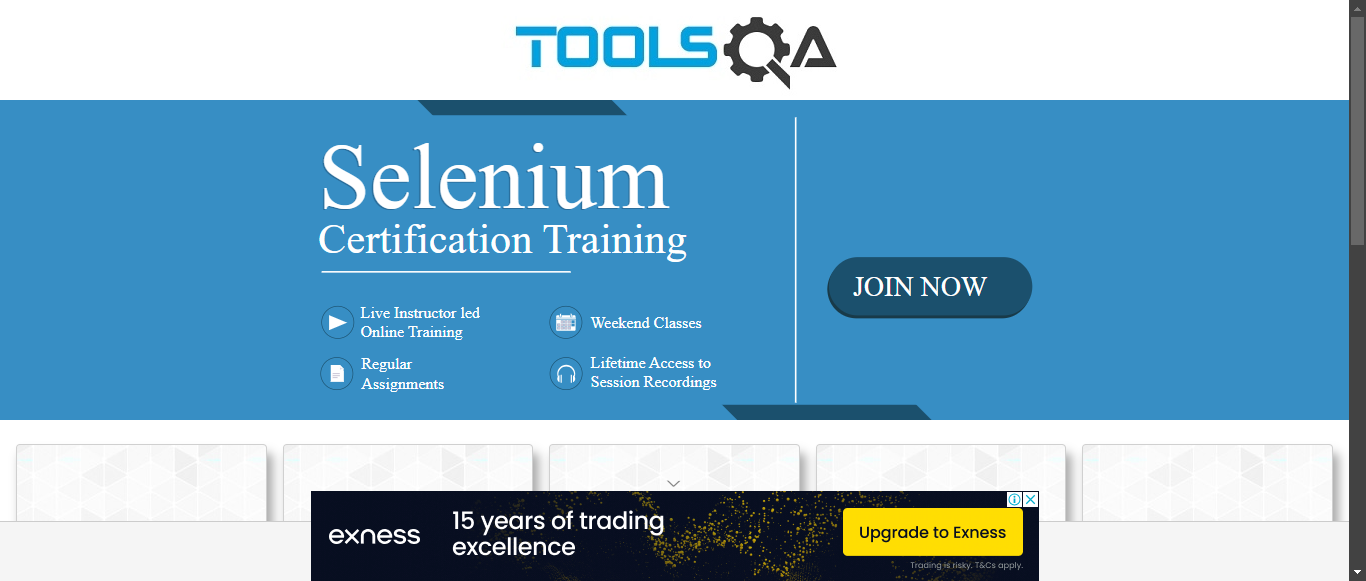 TOOLSQA
Selenium
Certification Training
JOIN NOW
Live Instructor led
Online Training
Weekend Classes
Regular
Assignments
Lifetime Access to
Session Recordings
exness
15 years of trading
excellence
Upgrade to Exness
Trading is risky. T&Cs apply.